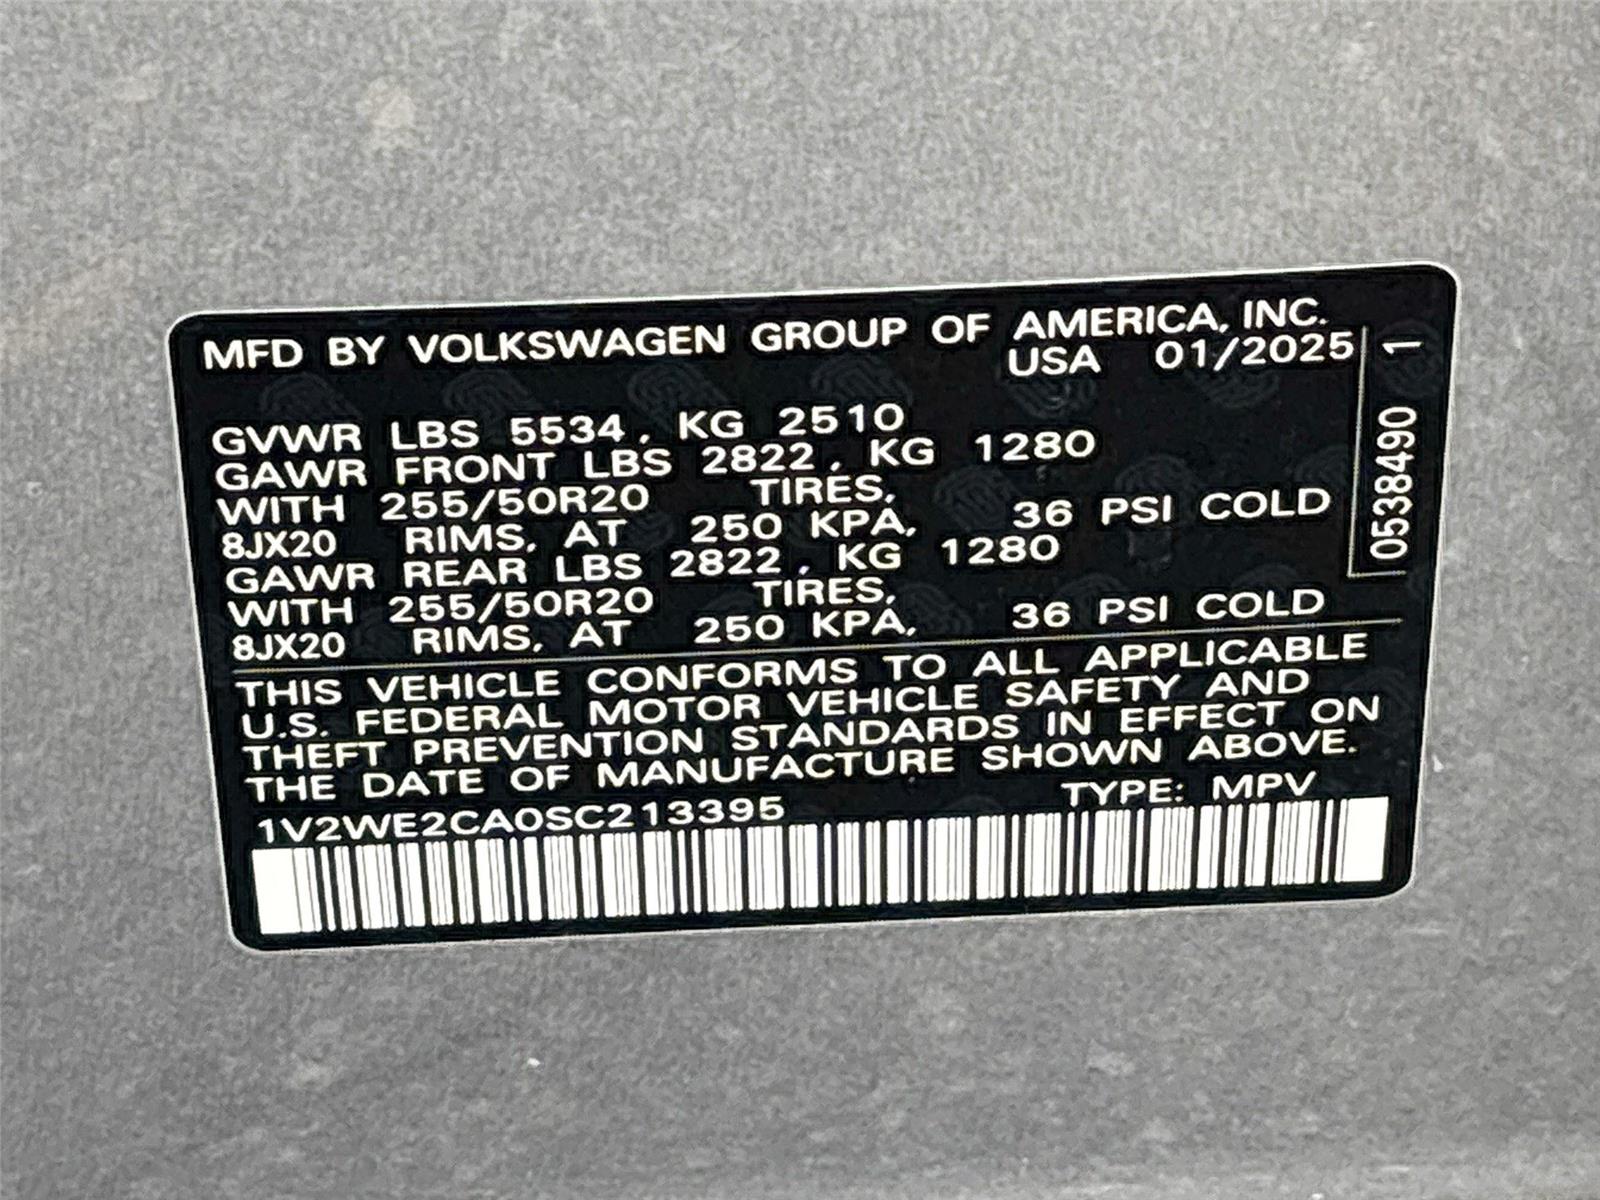 MFD BY VOLKSWAGEN GROUP OF AMERICA, INC.
USA 01/2025
GVWR LBS 5534, KG 2510
GAWR FRONT LBS 2822, KG 1280
WITH 255/50R20 TIRES,
8JX20 RIMS, AT 250 KPA, 36 PSI COLD
GAWR REAR LBS 2822, KG 1280
WITH 255/50R20 TIRES,
8JX20 RIMS, AT 250 KPA, 36 PSI COLD
THIS VEHICLE CONFORMS TO ALL APPLICABLE
U.S. FEDERAL MOTOR VEHICLE SAFETY AND
THEFT PREVENTION STANDARDS IN EFFECT ON
THE DATE OF MANUFACTURE SHOWN ABOVE.
1V2WE2CA0SC213395 TYPE: MPV
0538490 1